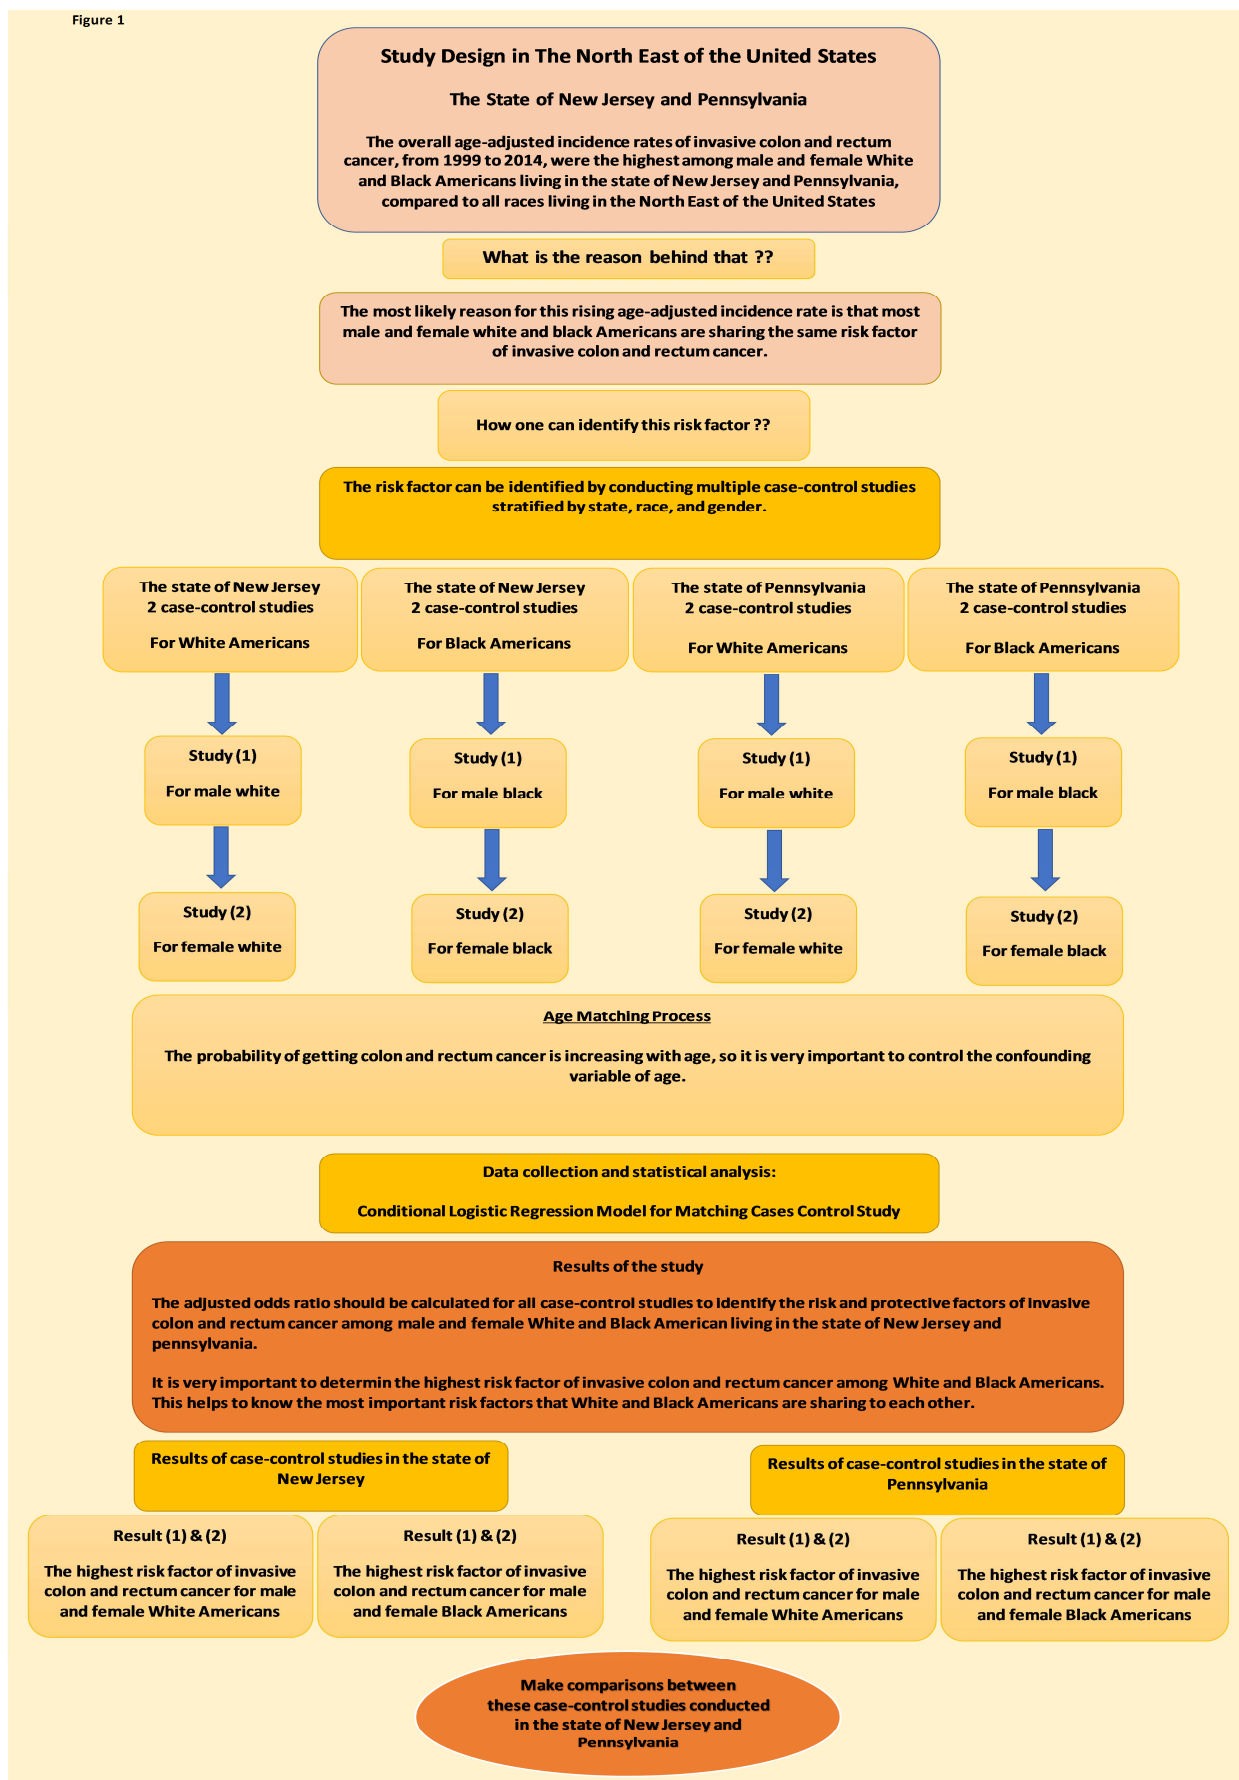 Figure 1
Study Design in The North East of the United States
The State of New Jersey and Pennsylvania
The overall age-adjusted incidence rates of invasive colon and rectum
cancer, from 1999 to 2014, were the highest among male and female White
and Black Americans living in the state of New Jersey and Pennsylvania,
compared to all races living in the North East of the United States
What is the reason behind that ??
The most likely reason for this rising age-adjusted incidence rate is that most
male and female white and black Americans are sharing the same risk factor
of invasive colon and rectum cancer.
How one can identify this risk factor ??
The risk factor can be identified by conducting multiple case-control studies
stratified by state, race, and gender.
The state of New Jersey
2 case-control studies
For White Americans
The state of New Jersey
2 case-control studies
For Black Americans
The state of Pennsylvania
2 case-control studies
For White Americans
The state of Pennsylvania
2 case-control studies
For Black Americans
Study (1)
For male white
Study (1)
For male black
Study (1)
For male white
Study (1)
For male black
Study (2)
For female white
Study (2)
For female black
Study (2)
For female white
Study (2)
For female black
Age Matching Process
The probability of getting colon and rectum cancer is increasing with age, so it is very important to control the confounding
variable of age.
Data collection and statistical analysis:
Conditional Logistic Regression Model for Matching Cases Control Study
Results of the study
The adjusted odds ratio should be calculated for all case-control studies to identify the risk and protective factors of invasive
colon and rectum cancer among male and female White and Black American living in the state of New Jersey and
pennsylvania.
It is very important to determin the highest risk factor of invasive colon and rectum cancer among White and Black Americans.
This helps to know the most important risk factors that White and Black Americans are sharing to each other.
Results of case-control studies in the state of
New Jersey
Results of case-control studies in the state of
Pennsylvania
Result (1) & (2)
The highest risk factor of invasive
colon and rectum cancer for male
and female White Americans
Result (1) & (2)
The highest risk factor of invasive
colon and rectum cancer for male
and female Black Americans
Result (1) & (2)
The highest risk factor of invasive
colon and rectum cancer for male
and female White Americans
Result (1) & (2)
The highest risk factor of invasive
colon and rectum cancer for male
and female Black Americans
Make comparisons between
these case-control studies conducted
in the state of New Jersey and
Pennsylvania